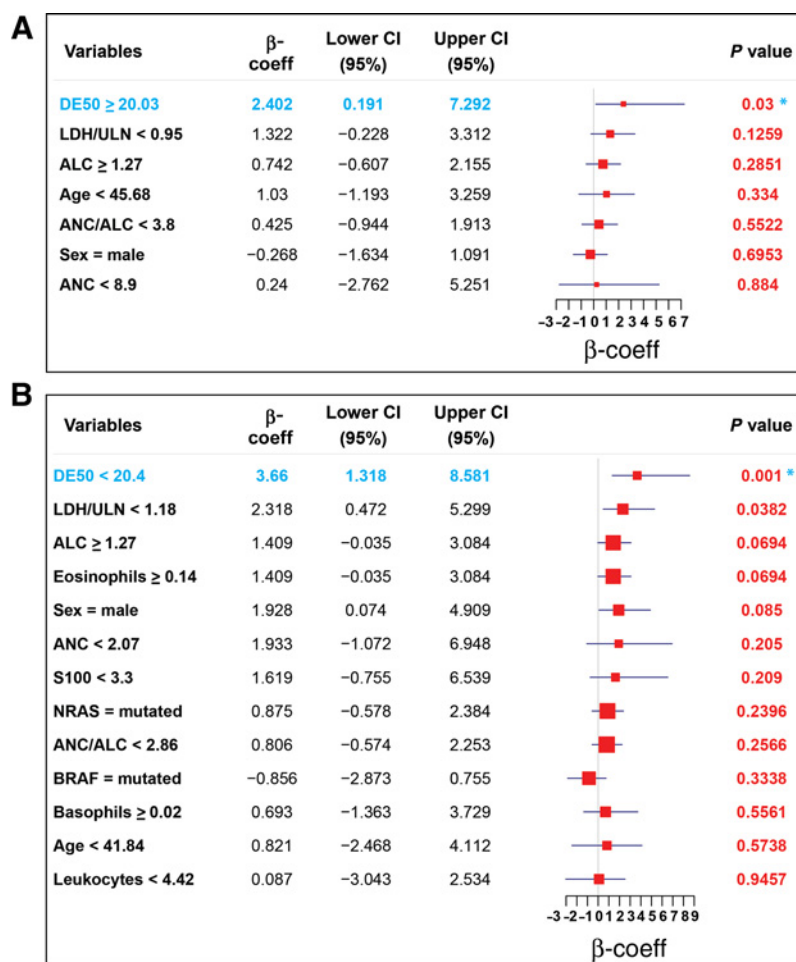 A
Variables β-coeff Lower CI (95%) Upper CI (95%) P value
DE50 ≥ 20.03 2.402 0.191 7.292 0.03 *
LDH/ULN < 0.95 1.322 −0.228 3.312 0.1259
ALC ≥ 1.27 0.742 −0.607 2.155 0.2851
Age < 45.68 1.03 −1.193 3.259 0.334
ANC/ALC < 3.8 0.425 −0.944 1.913 0.5522
Sex = male −0.268 −1.634 1.091 0.6953
ANC < 8.9 0.24 −2.762 5.251 0.884
−3 −2 −1 0 1 2 3 4 5 6 7
β-coeff
B
Variables β-coeff Lower CI (95%) Upper CI (95%) P value
DE50 < 20.4 3.66 1.318 8.581 0.001 *
LDH/ULN < 1.18 2.318 0.472 5.299 0.0382
ALC ≥ 1.27 1.409 −0.035 3.084 0.0694
Eosinophils ≥ 0.14 1.409 −0.035 3.084 0.0694
Sex = male 1.928 0.074 4.909 0.085
ANC < 2.07 1.933 −1.072 6.948 0.205
S100 < 3.3 1.619 −0.755 6.539 0.209
NRAS = mutated 0.875 −0.578 2.384 0.2396
ANC/ALC < 2.86 0.806 −0.574 2.253 0.2566
BRAF = mutated −0.856 −2.873 0.755 0.3338
Basophils ≥ 0.02 0.693 −1.363 3.729 0.5561
Age < 41.84 0.821 −2.468 4.112 0.5738
Leukocytes < 4.42 0.087 −3.043 2.534 0.9457
−3 −2 −1 0 1 2 3 4 5 6 7 8 9
β-coeff